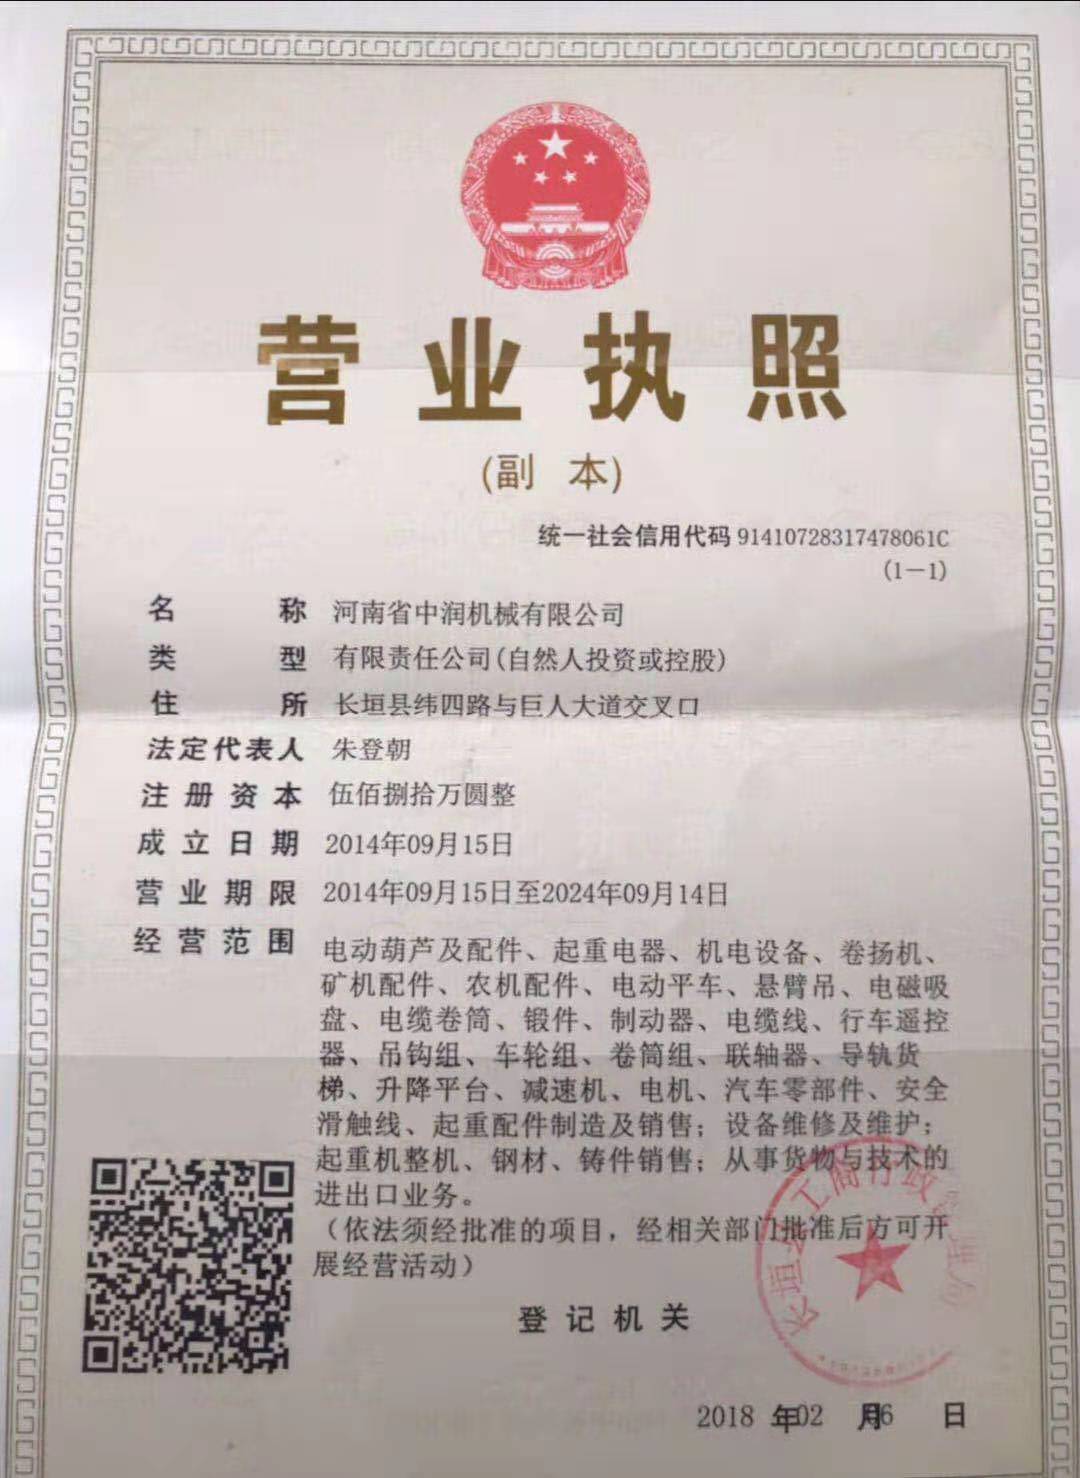 营业执照
(副 本)
统一社会信用代码 91410728317478061C
(1－1)
名 称 河南省中润机械有限公司
类 型 有限责任公司(自然人投资或控股)
住 所 长垣县纬四路与巨人大道交叉口
法定代表人 朱登朝
注册资本 伍佰捌拾万圆整
成立日期 2014年09月15日
营业期限 2014年09月15日至2024年09月14日
经营范围 电动葫芦及配件、起重电器、机电设备、卷扬机、
矿机配件、农机配件、电动平车、悬臂吊、电磁吸
盘、电缆卷筒、锻件、制动器、电缆线、行车遥控
器、吊钩组、车轮组、卷筒组、联轴器、导轨货
梯、升降平台、减速机、电机、汽车零部件、安全
滑触线、起重配件制造及销售；设备维修及维护；
起重机整机、钢材、铸件销售；从事货物与技术的
进出口业务。
（依法须经批准的项目，经相关部门批准后方可开
展经营活动）
长垣县工商行政管理局
登记机关
2018 年02 月 日